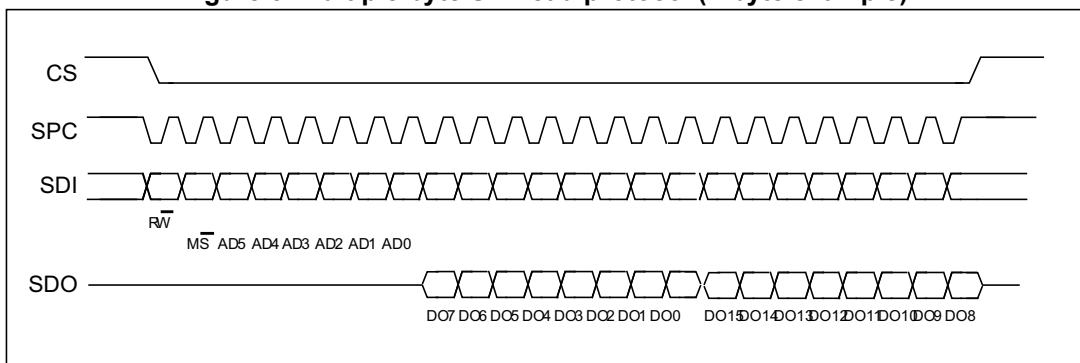 CS
SPC
SDI
RW
MS AD5 AD4 AD3 AD2 AD1 AD0
SDO
DO7 DO6 DO5 DO4 DO3 DO2 DO1 DO0 DO15 DO14 DO13 DO12 DO11 DO10 DO9 DO8